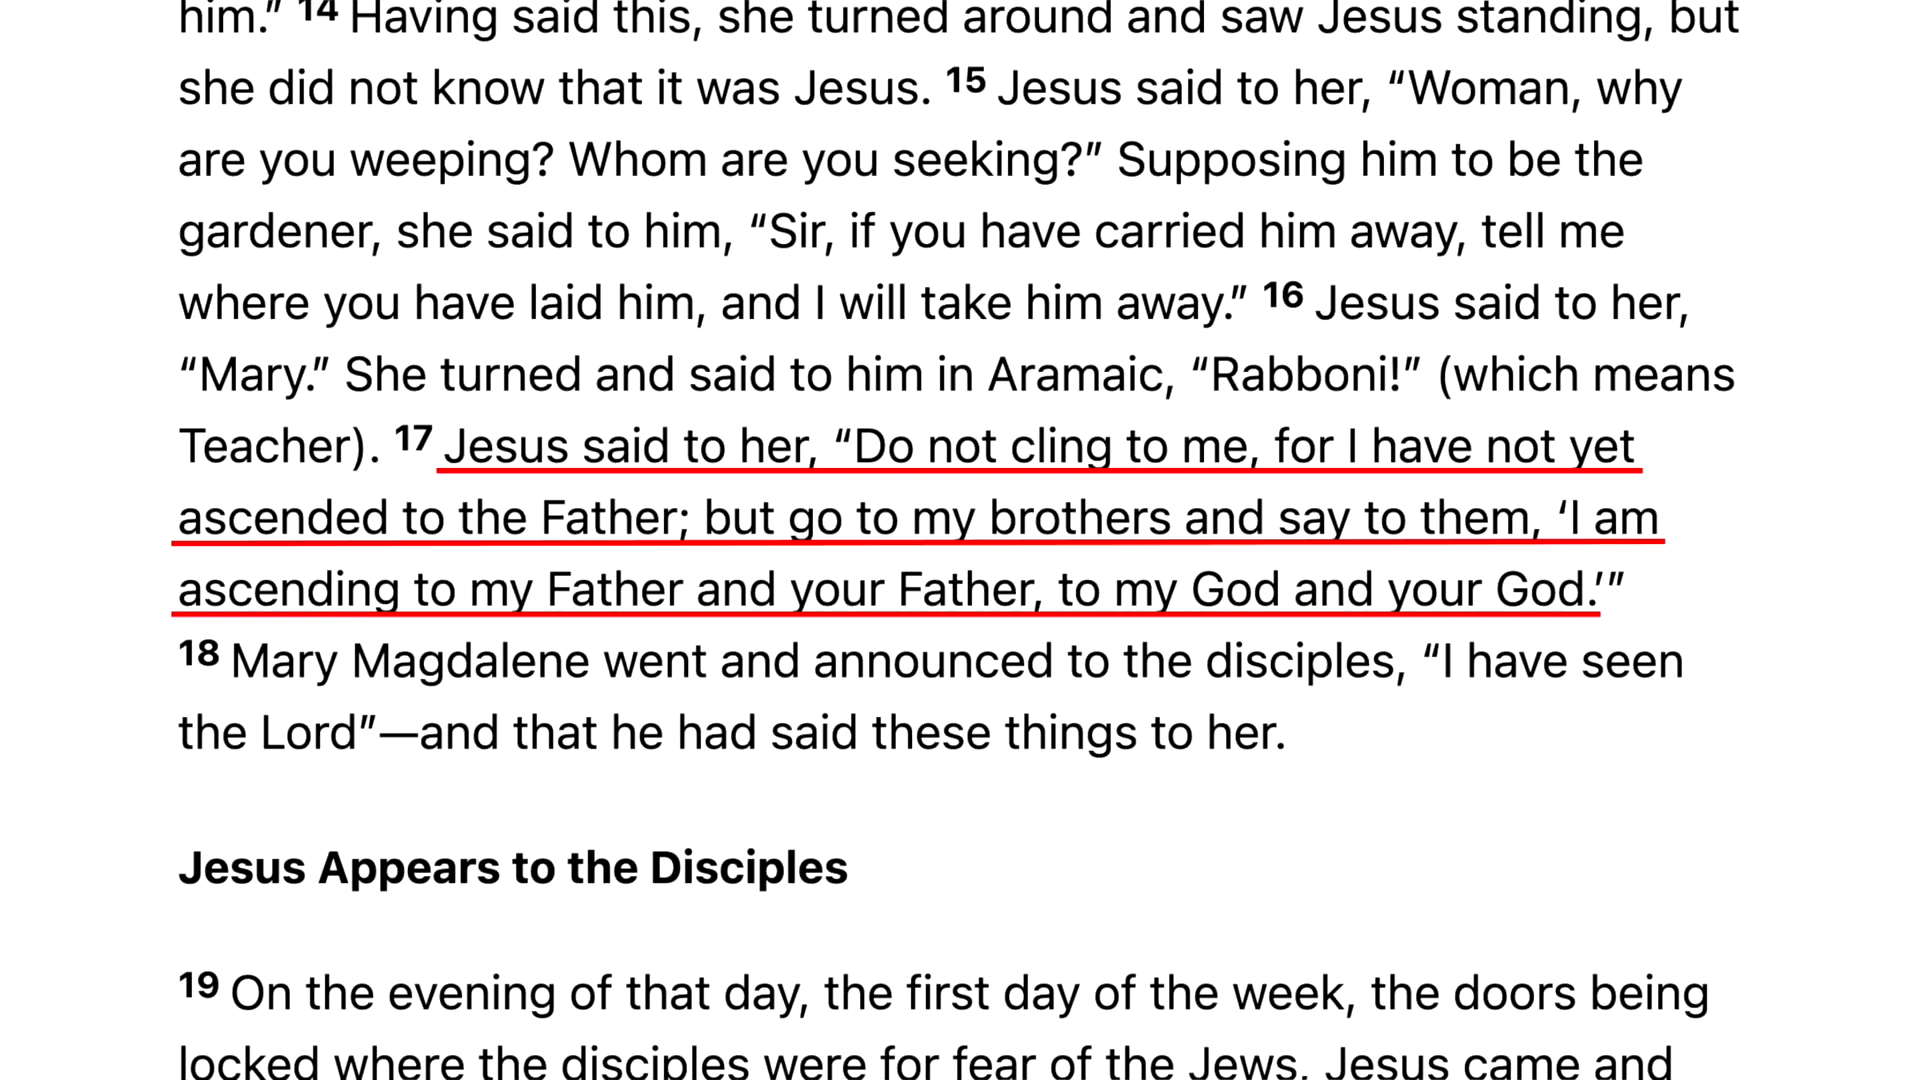 him.” 14 Having said this, she turned around and saw Jesus standing, but
she did not know that it was Jesus. 15 Jesus said to her, “Woman, why
are you weeping? Whom are you seeking?” Supposing him to be the
gardener, she said to him, “Sir, if you have carried him away, tell me
where you have laid him, and I will take him away.” 16 Jesus said to her,
“Mary.” She turned and said to him in Aramaic, “Rabboni!” (which means
Teacher). 17 Jesus said to her, “Do not cling to me, for I have not yet
ascended to the Father; but go to my brothers and say to them, ‘I am
ascending to my Father and your Father, to my God and your God.’”
18 Mary Magdalene went and announced to the disciples, “I have seen
the Lord”—and that he had said these things to her.
Jesus Appears to the Disciples
19 On the evening of that day, the first day of the week, the doors being
locked where the disciples were for fear of the Jews, Jesus came and